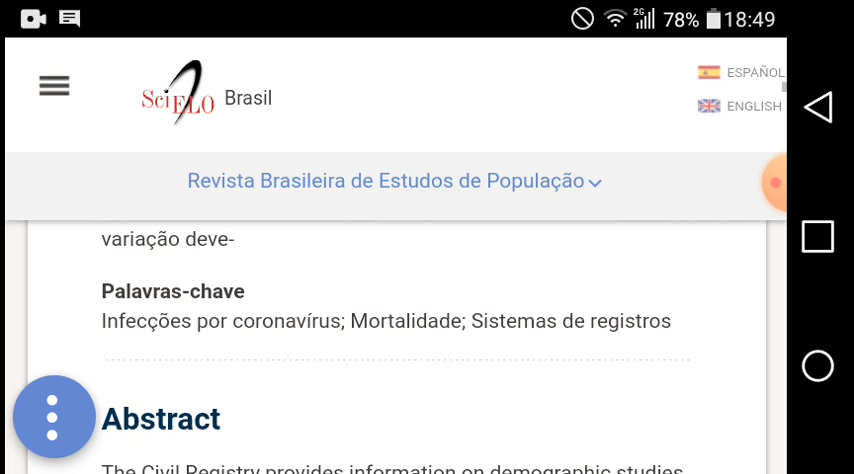 2G 78% 18:49
SciELO Brasil
ESPAÑOL
ENGLISH
Revista Brasileira de Estudos de População
variação deve-
Palavras-chave
Infecções por coronavírus; Mortalidade; Sistemas de registros
Abstract
The Civil Registry provides information on demographic studies